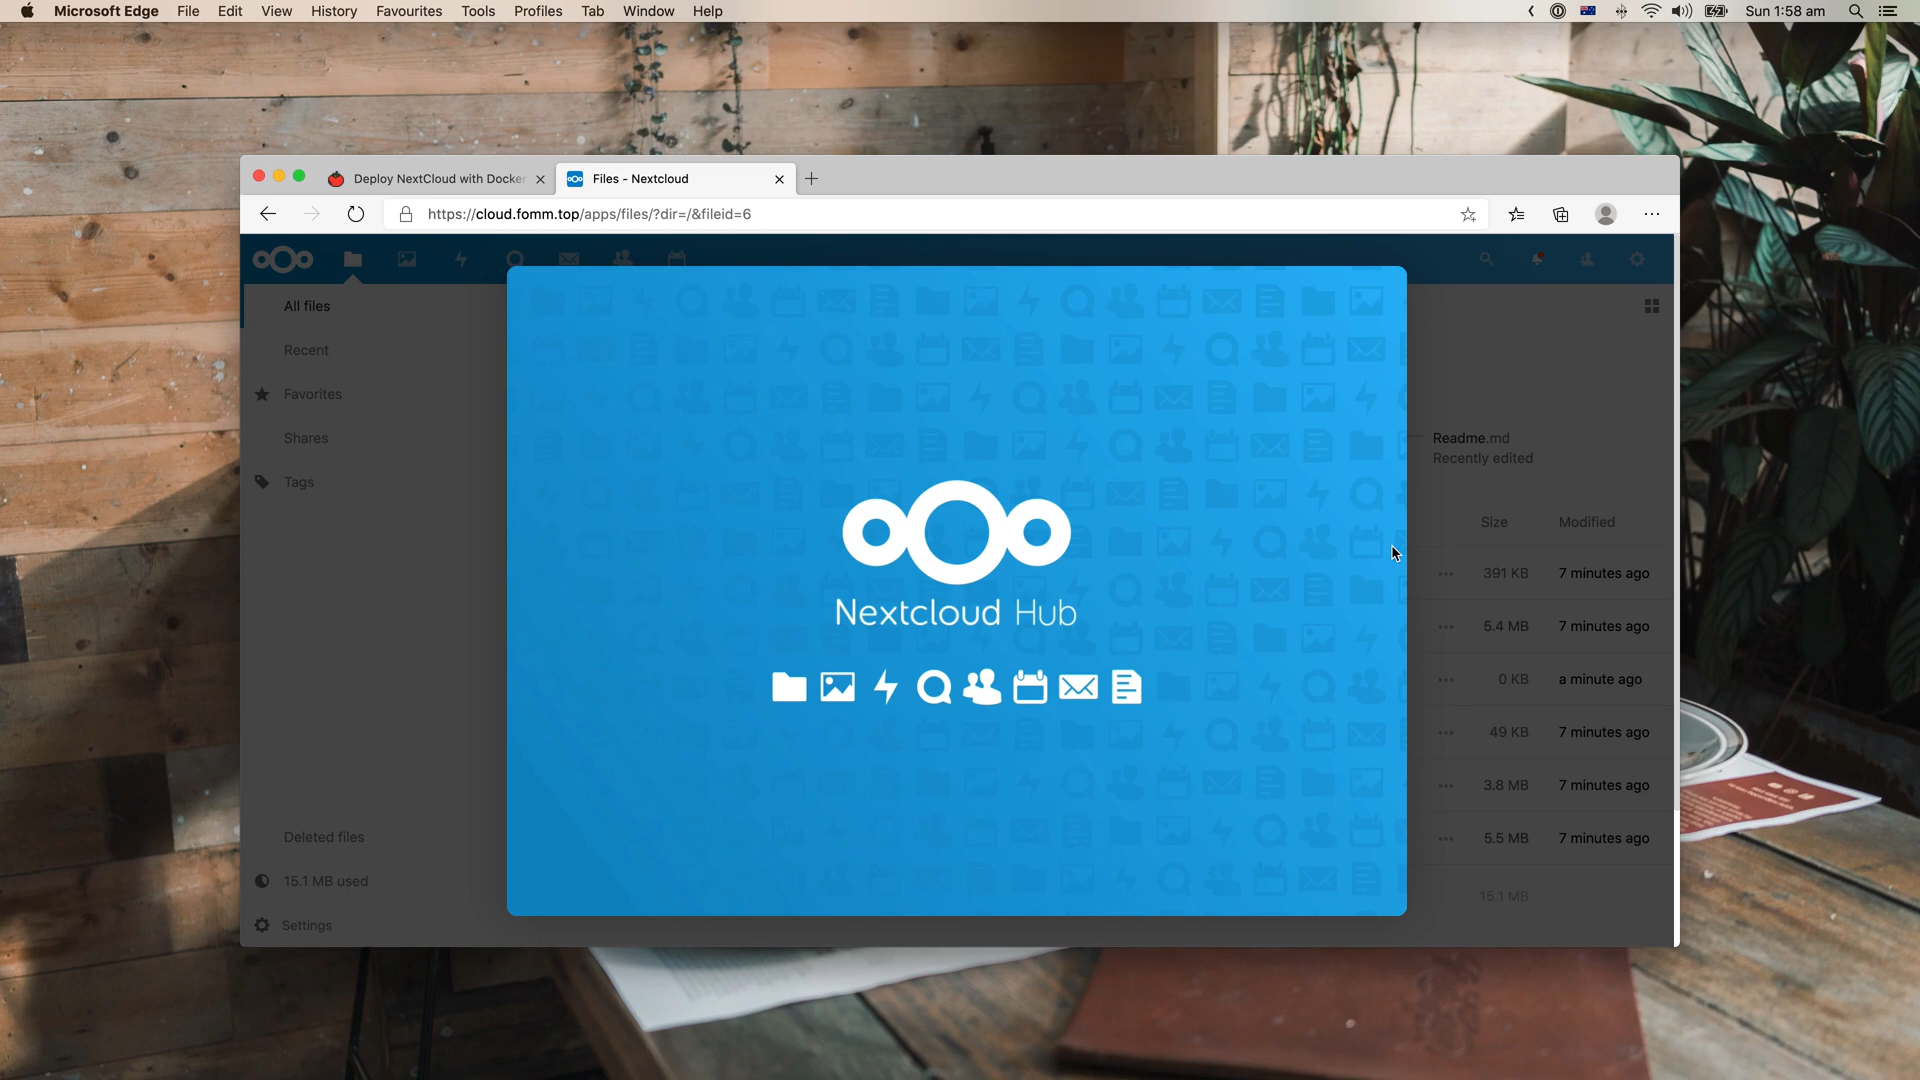 Microsoft Edge File Edit View History Favourites Tools Profiles Tab Window Help Sun 1:58 am
Deploy NextCloud with Docker Files - Nextcloud
https://cloud.fomm.top/apps/files/?dir=/&fileid=6
All files
Recent
Favorites
Shares
Tags
Deleted files
15.1 MB used
Settings
Nextcloud Hub
Readme.md
Recently edited
Size Modified
391 KB 7 minutes ago
5.4 MB 7 minutes ago
0 KB a minute ago
49 KB 7 minutes ago
3.8 MB 7 minutes ago
5.5 MB 7 minutes ago
15.1 MB